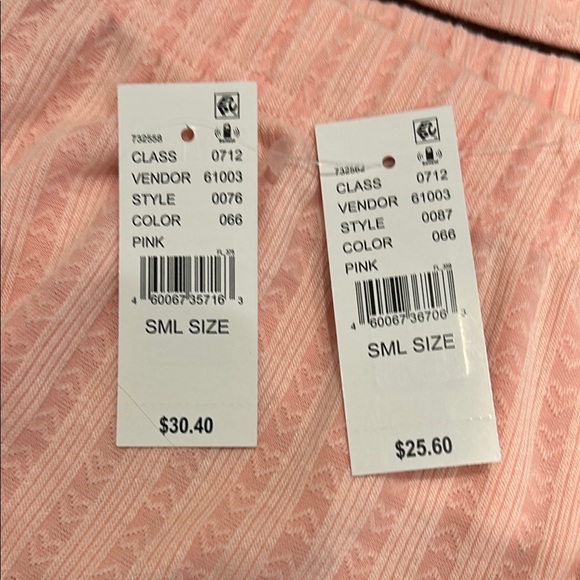 732558
CLASS 0712
VENDOR 61003
STYLE 0076
COLOR 066
PINK
4 60067 35716 3
SML SIZE
$30.40
CLASS 0712
VENDOR 61003
STYLE 0087
COLOR 066
PINK
4 60067 36706 3
SML SIZE
$25.60